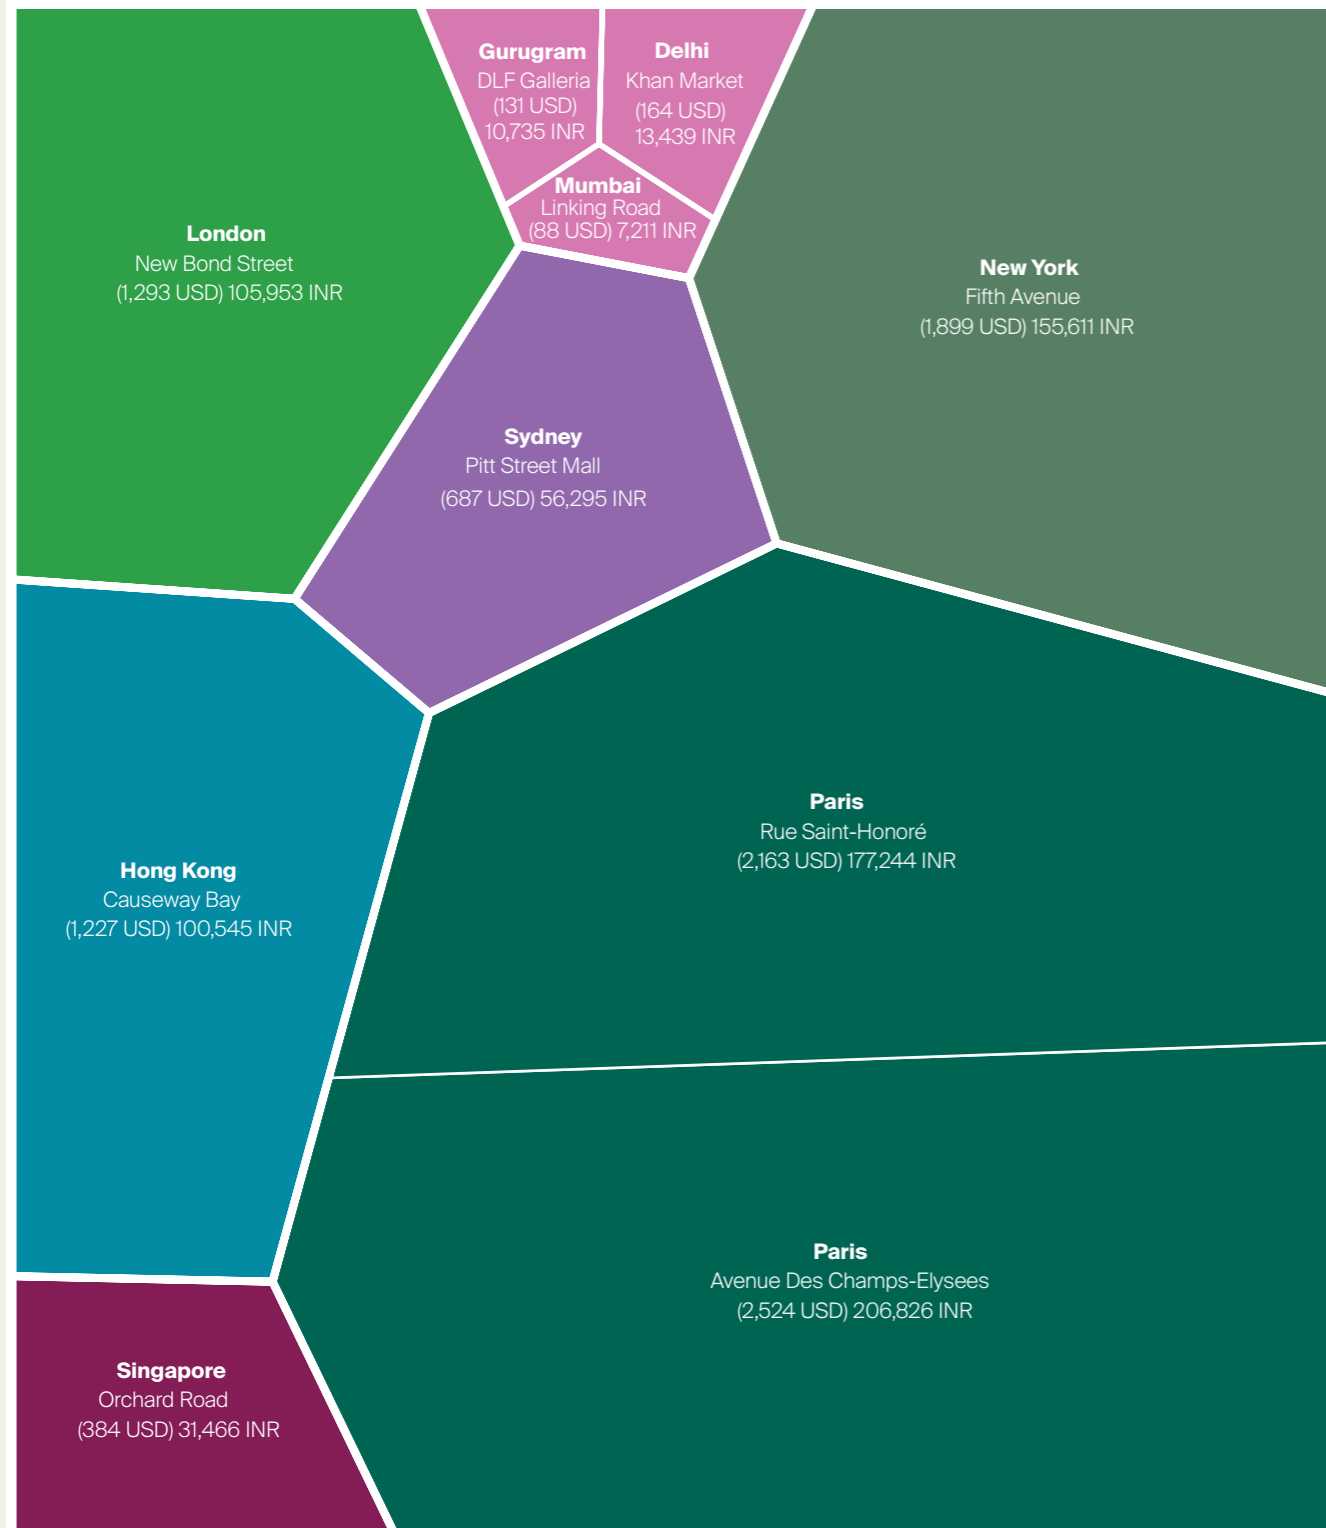 Gurugram
DLF Galleria
(131 USD)
10,735 INR
Delhi
Khan Market
(164 USD)
13,439 INR
Mumbai
Linking Road
(88 USD) 7,211 INR
London
New Bond Street
(1,293 USD) 105,953 INR
New York
Fifth Avenue
(1,899 USD) 155,611 INR
Sydney
Pitt Street Mall
(687 USD) 56,295 INR
Paris
Rue Saint-Honoré
(2,163 USD) 177,244 INR
Hong Kong
Causeway Bay
(1,227 USD) 100,545 INR
Paris
Avenue Des Champs-Elysees
(2,524 USD) 206,826 INR
Singapore
Orchard Road
(384 USD) 31,466 INR